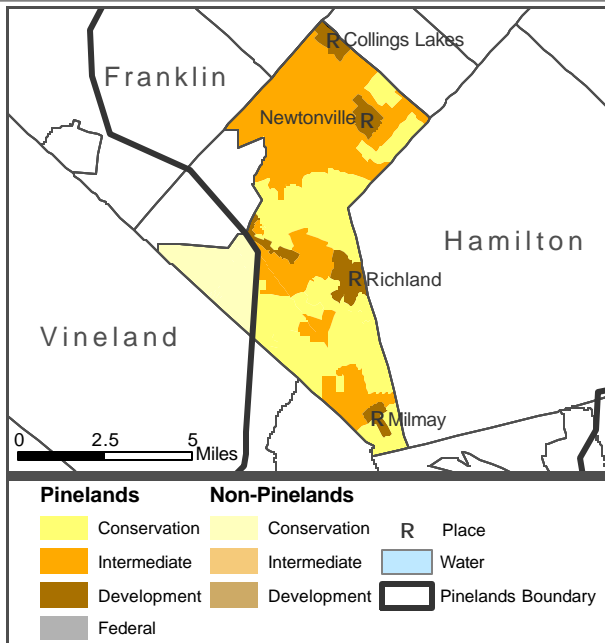 R Collings Lakes
Franklin
Newtonville R
Hamilton
R Richland
Vineland
R Milmay
0 2.5 5
Miles
Pinelands Non-Pinelands
Conservation Conservation R Place
Intermediate Intermediate Water
Development Development Pinelands Boundary
Federal